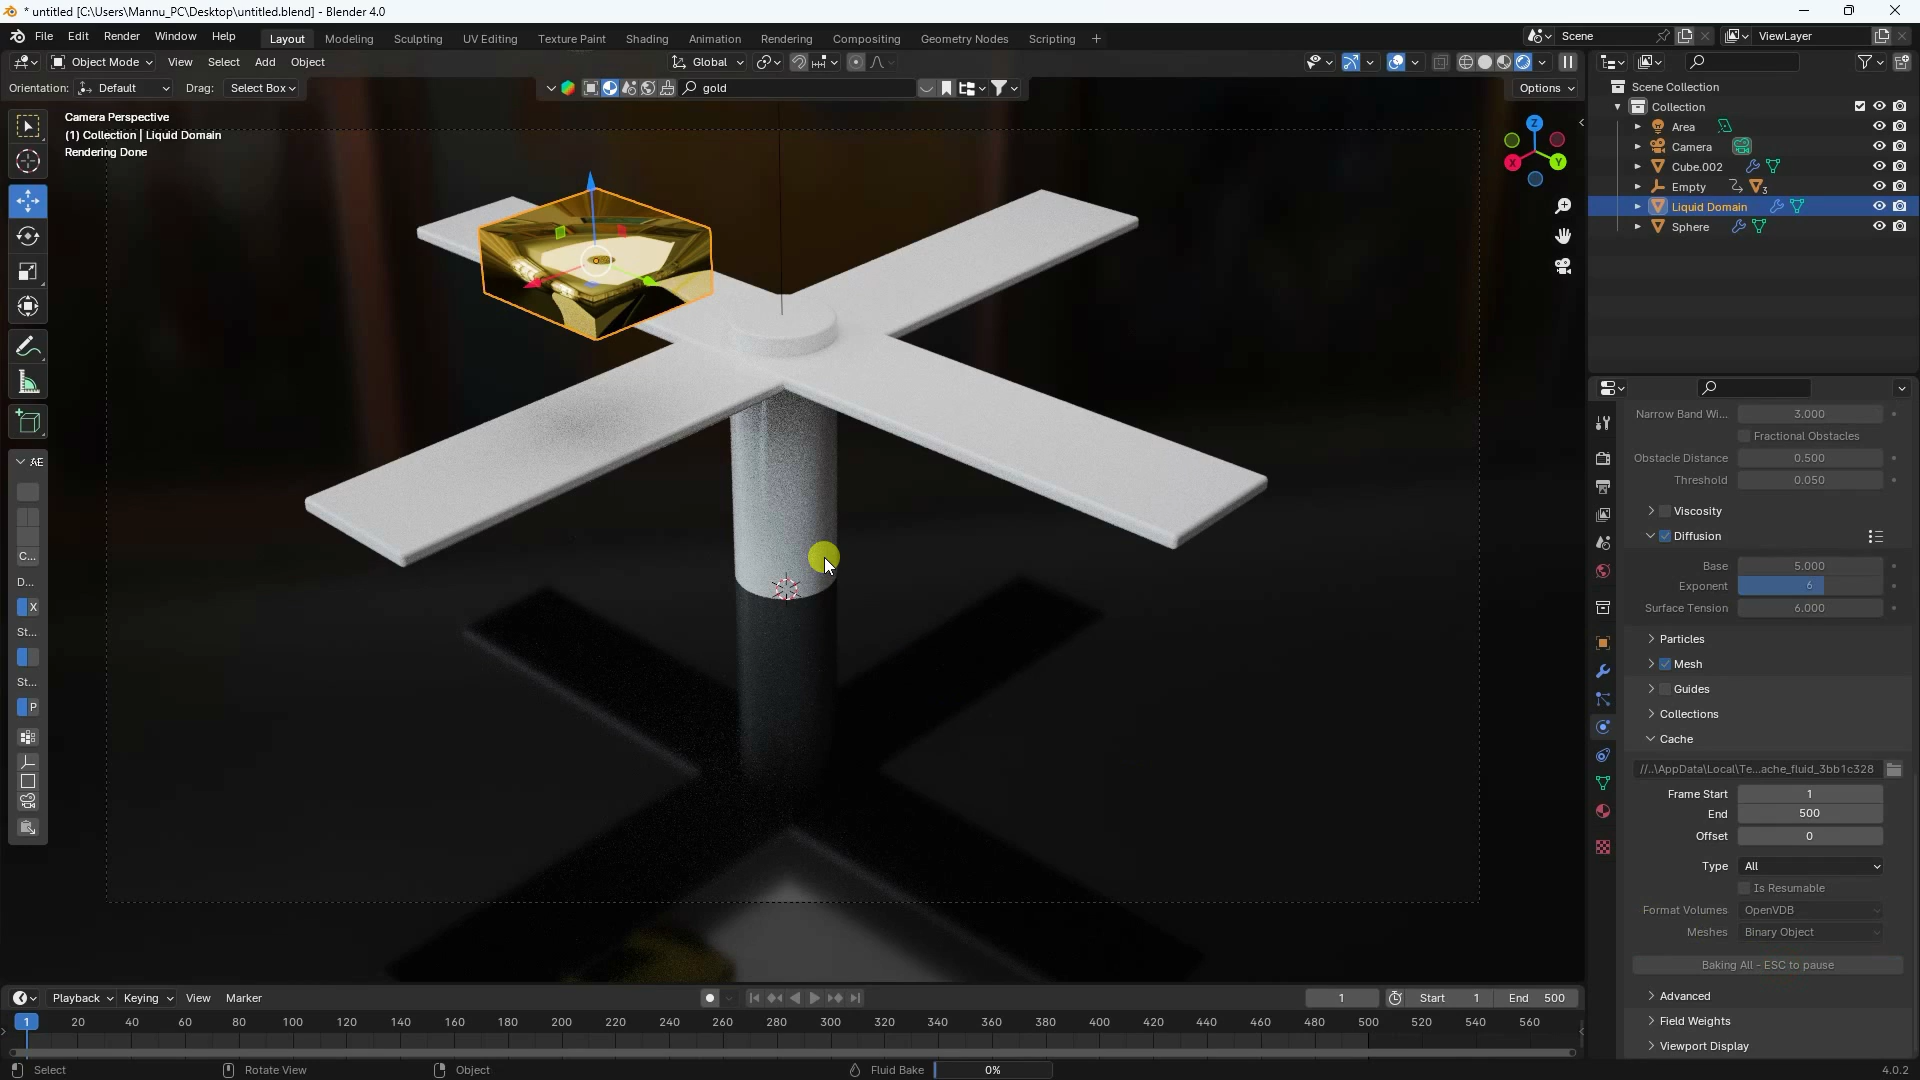 * untitled [C:\Users\Mannu_PC\Desktop\untitled.blend] - Blender 4.0
File Edit Render Window Help
Layout Modeling Sculpting UV Editing Texture Paint Shading Animation Rendering Compositing Geometry Nodes Scripting +
Scene
ViewLayer
Object Mode View Select Add Object
Global
Orientation: Default Drag: Select Box
gold
Options
Camera Perspective
(1) Collection | Liquid Domain
Rendering Done
Z
X
Y
AE
C...
D...
X
St...
St...
P
Scene Collection
Collection
Area
Camera
Cube.002
Empty
3
Liquid Domain
Sphere
Narrow Band Wi... 3.000
Fractional Obstacles
Obstacle Distance 0.500
Threshold 0.050
Viscosity
Diffusion
Base 5.000
Exponent 6
Surface Tension 6.000
Particles
Mesh
Guides
Collections
Cache
//..\AppData\Local\Te...ache_fluid_3bb1c328
Frame Start 1
End 500
Offset 0
Type All
Is Resumable
Format Volumes OpenVDB
Meshes Binary Object
Baking All - ESC to pause
Advanced
Field Weights
Viewport Display
Playback Keying View Marker
1 Start 1 End 500
1 20 40 60 80 100 120 140 160 180 200 220 240 260 280 300 320 340 360 380 400 420 440 460 480 500 520 540 560
Select Rotate View Object Fluid Bake 0% 4.0.2